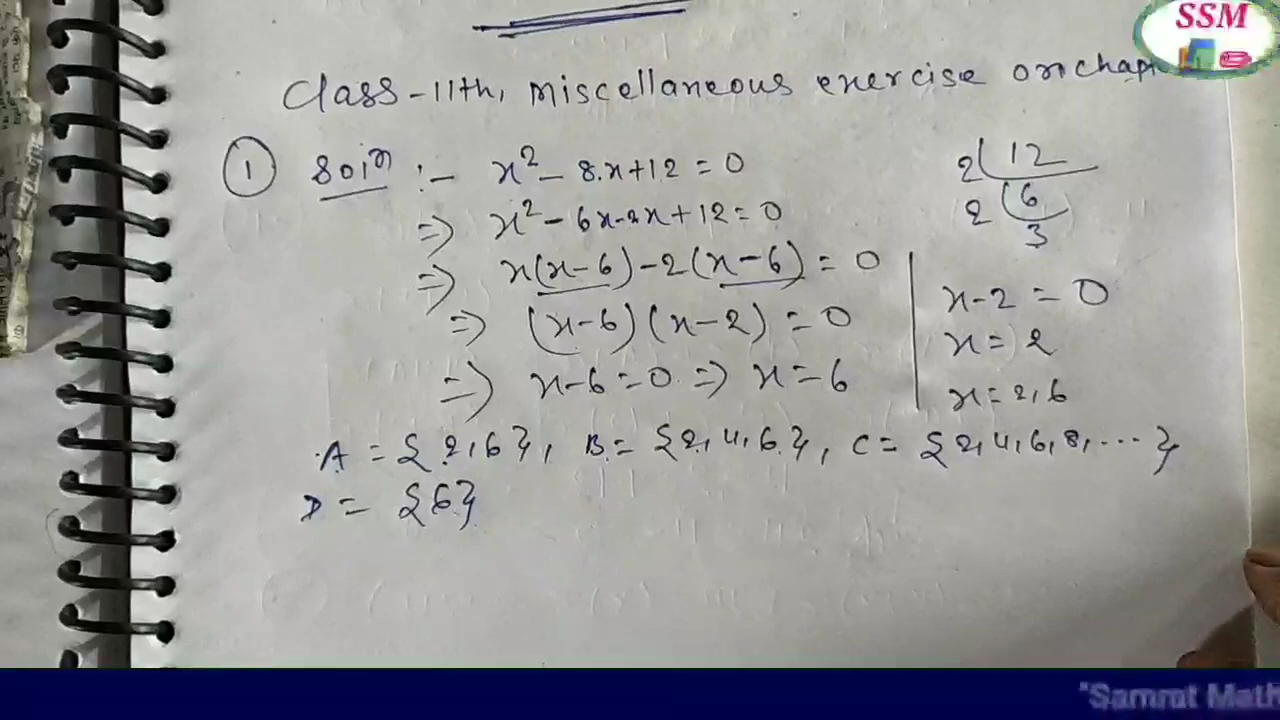 SSM
Class-11th, miscellaneous exercise on chap
① Solⁿ :- x² - 8x+12 = 0
2 12
⇒ x² - 6x-2x+12=0
2 6
3
⇒ x(x-6)-2(x-6) = 0
⇒ (x-6)(x-2) = 0
⇒ x-6=0 ⇒ x=6
x-2 = 0
x= 2
x= 2,6
A = {2,6}, B= {2,4,6}, C= {2,4,6,8,...}
D = {6}
"Samrat Math